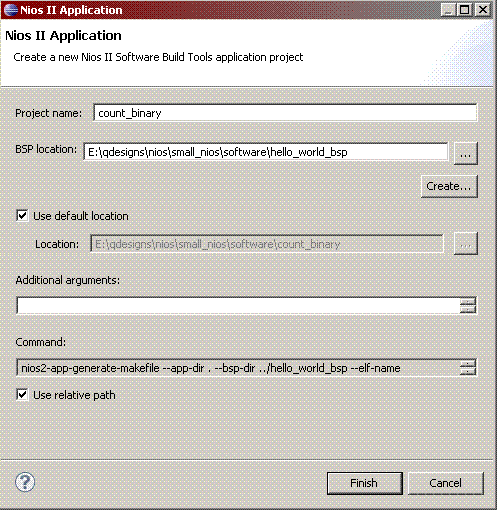 Nios II Application
Nios II Application
Create a new Nios II Software Build Tools application project
Project name: count_binary
BSP location: E:\qdesigns\nios\small_nios\software\hello_world_bsp ...
Create...
Use default location
Location: E:\qdesigns\nios\small_nios\software\count_binary ...
Additional arguments:
Command:
nios2-app-generate-makefile --app-dir . --bsp-dir ../hello_world_bsp --elf-name
Use relative path
? Finish Cancel